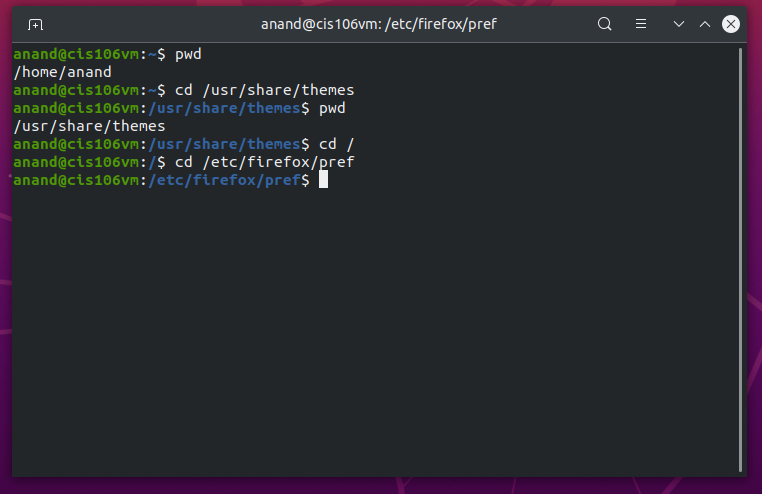 anand@cis106vm: /etc/firefox/pref
anand@cis106vm:~$ pwd
/home/anand
anand@cis106vm:~$ cd /usr/share/themes
anand@cis106vm:/usr/share/themes$ pwd
/usr/share/themes
anand@cis106vm:/usr/share/themes$ cd /
anand@cis106vm:/$ cd /etc/firefox/pref
anand@cis106vm:/etc/firefox/pref$